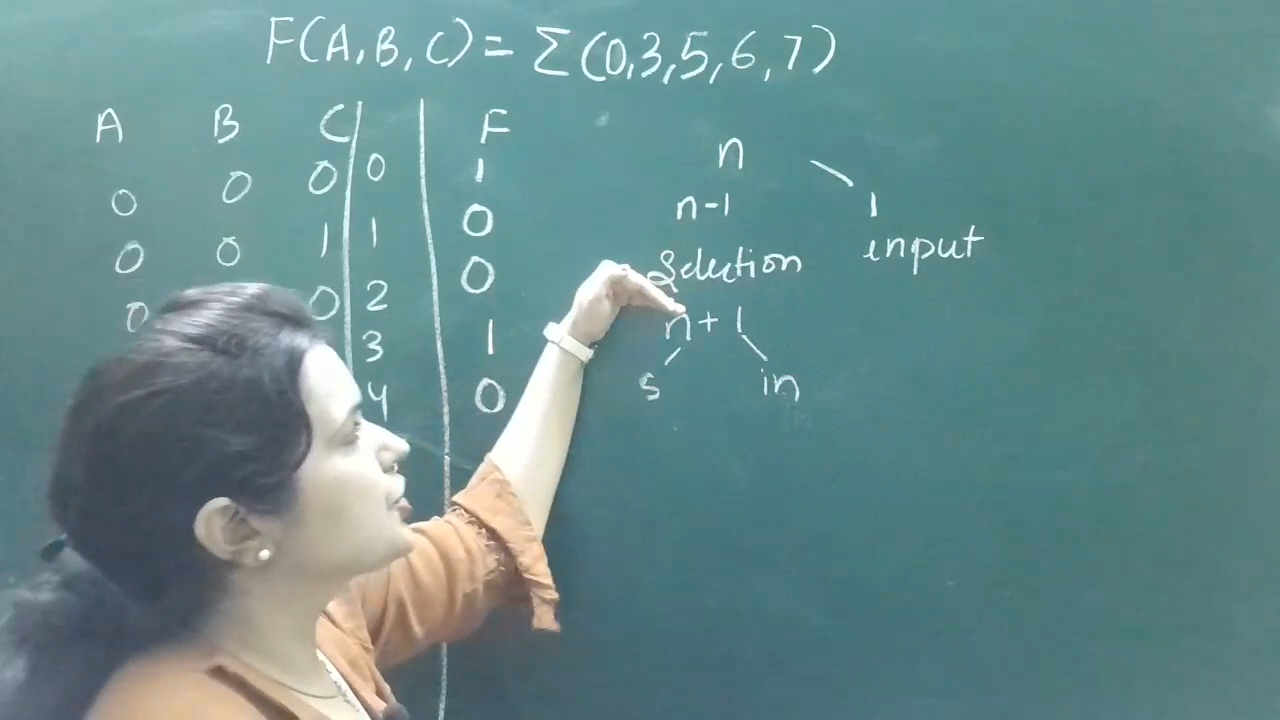 F(A,B,C) = Σ(0,3,5,6,7)
A B C F
0 0 0 0 1
0 0 1 1 0
0 0 2 0
3 1
4 0
n
n-1 1
Selection input
n+1
s in